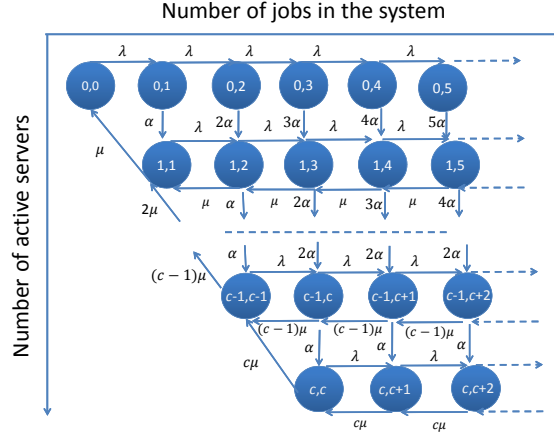 Number of jobs in the system
Number of active servers
λ λ λ λ λ
0,0 0,1 0,2 0,3 0,4 0,5
α 2α 3α 4α 5α
λ λ λ λ
μ
1,1 1,2 1,3 1,4 1,5
2μ
μ μ μ μ
α 2α 3α 4α
α 2α 2α 2α
(c − 1)μ
λ λ λ
c-1,c-1 c-1,c c-1,c+1 c-1,c+2
(c − 1)μ (c − 1)μ (c − 1)μ
α α α
cμ
λ λ
c,c c,c+1 c,c+2
cμ cμ